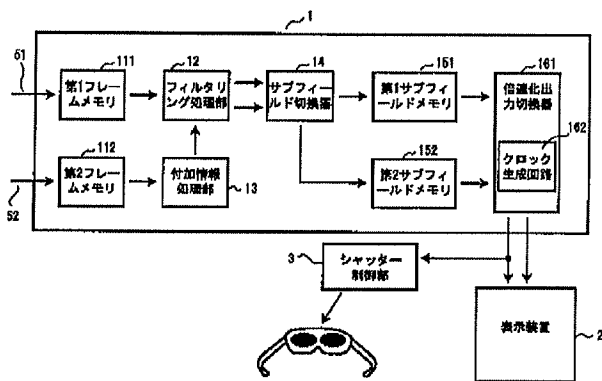 1
51
111
第1フレーム
メモリ
12
フィルタリ
ング処理部
14
サブフィー
ルド切換器
151
第1サブフィ
ールドメモリ
161
倍速化出
力切換器
162
クロック
生成回路
52
112
第2フレーム
メモリ
付加情報
処理部
13
152
第2サブフィ
ールドメモリ
3
シャッター
制御部
表示装置
2